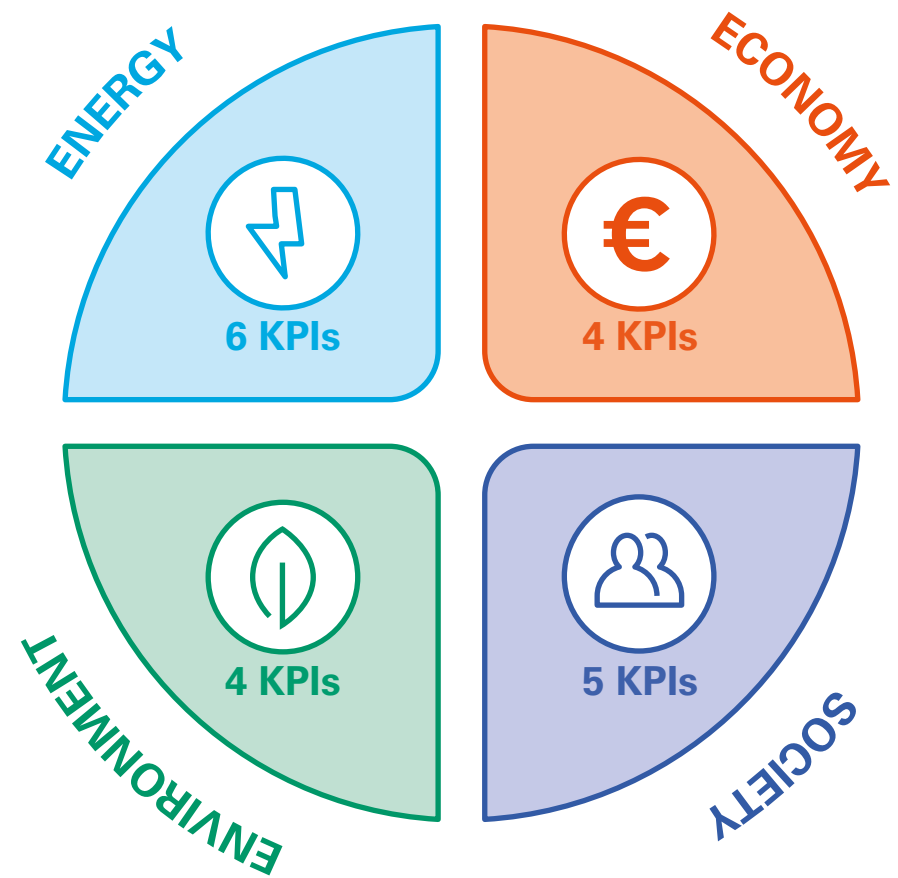 ENERGY
6 KPIs
ECONOMY
€
4 KPIs
ENVIRONMENT
4 KPIs
SOCIETY
5 KPIs